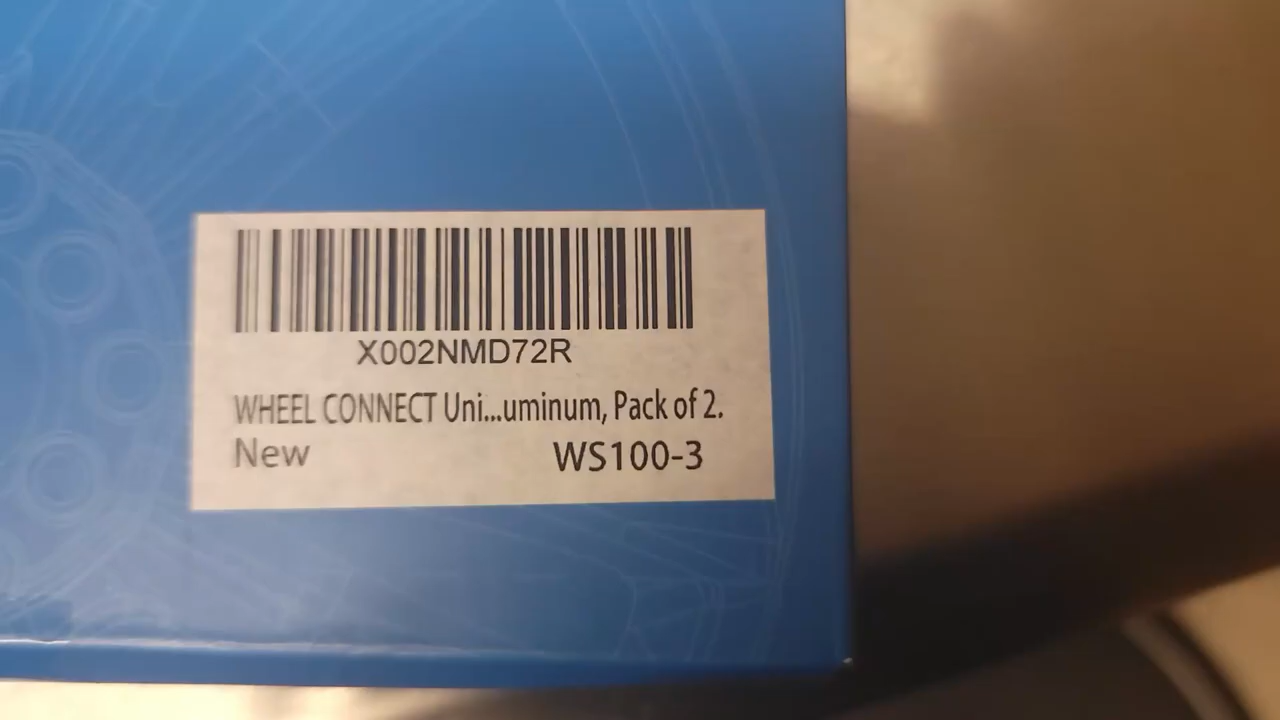 X002NMD72R
WHEEL CONNECT Uni...uminum, Pack of 2.
New WS100-3